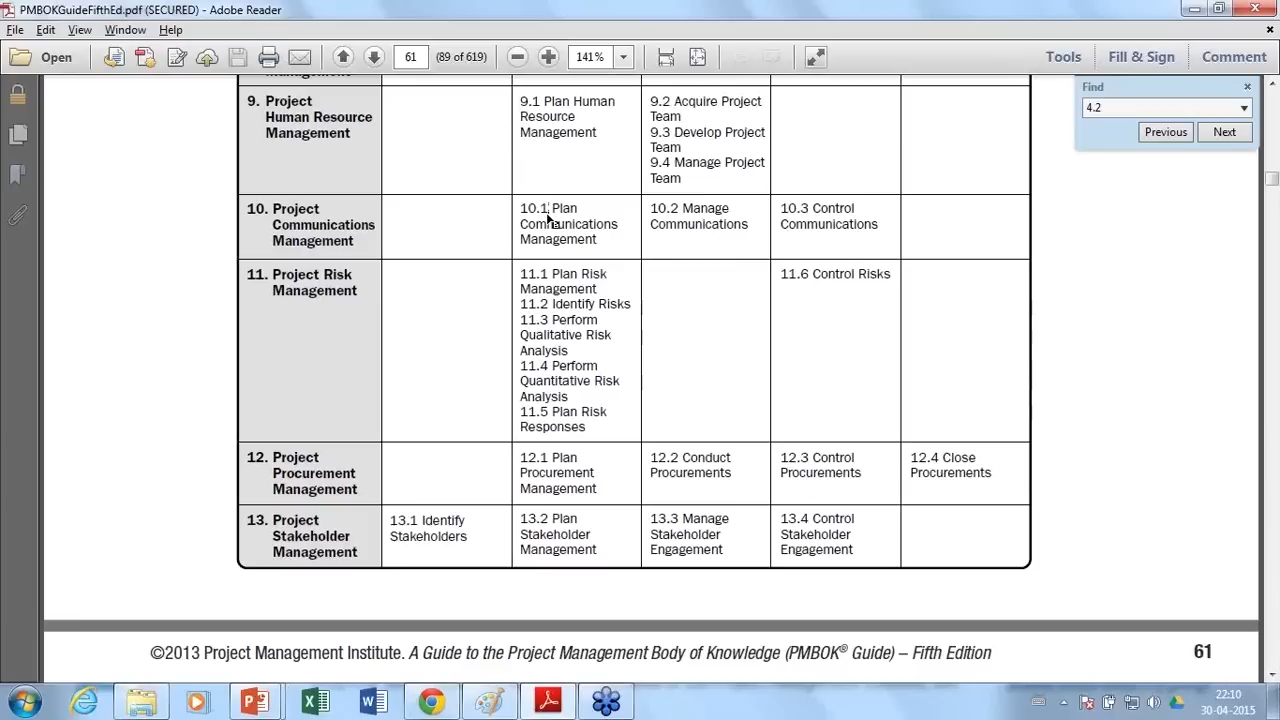 PMBOKGuideFifthEd.pdf (SECURED) - Adobe Reader
File Edit View Window Help
Open 61 (89 of 619) 141% Tools Fill & Sign Comment
Find
4.2
Previous Next
Management
9. Project
Human Resource
Management
9.1 Plan Human
Resource
Management
9.2 Acquire Project
Team
9.3 Develop Project
Team
9.4 Manage Project
Team
10. Project
Communications
Management
10.1 Plan
Communications
Management
10.2 Manage
Communications
10.3 Control
Communications
11. Project Risk
Management
11.1 Plan Risk
Management
11.2 Identify Risks
11.3 Perform
Qualitative Risk
Analysis
11.4 Perform
Quantitative Risk
Analysis
11.5 Plan Risk
Responses
11.6 Control Risks
12. Project
Procurement
Management
12.1 Plan
Procurement
Management
12.2 Conduct
Procurements
12.3 Control
Procurements
12.4 Close
Procurements
13. Project
Stakeholder
Management
13.1 Identify
Stakeholders
13.2 Plan
Stakeholder
Management
13.3 Manage
Stakeholder
Engagement
13.4 Control
Stakeholder
Engagement
©2013 Project Management Institute. A Guide to the Project Management Body of Knowledge (PMBOK® Guide) – Fifth Edition 61
22:10
30-04-2015